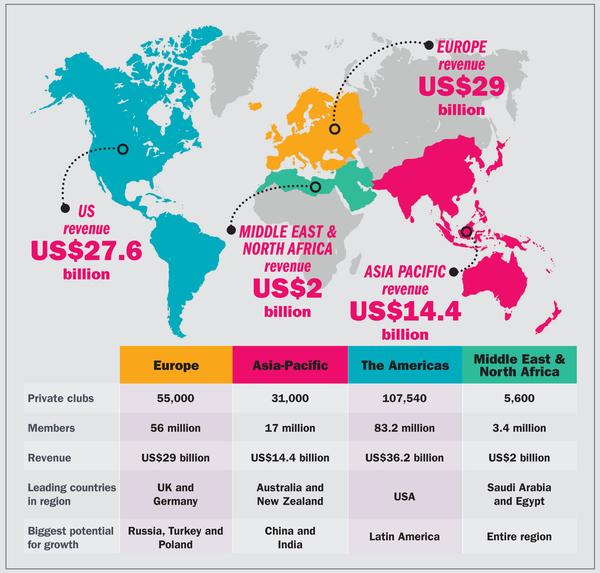 EUROPE
revenue
US$29
billion
US
revenue
US$27.6
billion
MIDDLE EAST &
NORTH AFRICA
revenue
US$2
billion
ASIA PACIFIC
revenue
US$14.4
billion
Europe
Asia-Pacific
The Americas
Middle East &
North Africa
Private clubs
55,000
31,000
107,540
5,600
Members
56 million
17 million
83.2 million
3.4 million
Revenue
US$29 billion
US$14.4 billion
US$36.2 billion
US$2 billion
Leading countries
in region
UK and
Germany
Australia and
New Zealand
USA
Saudi Arabia
and Egypt
Biggest potential
for growth
Russia, Turkey and
Poland
China and
India
Latin America
Entire region